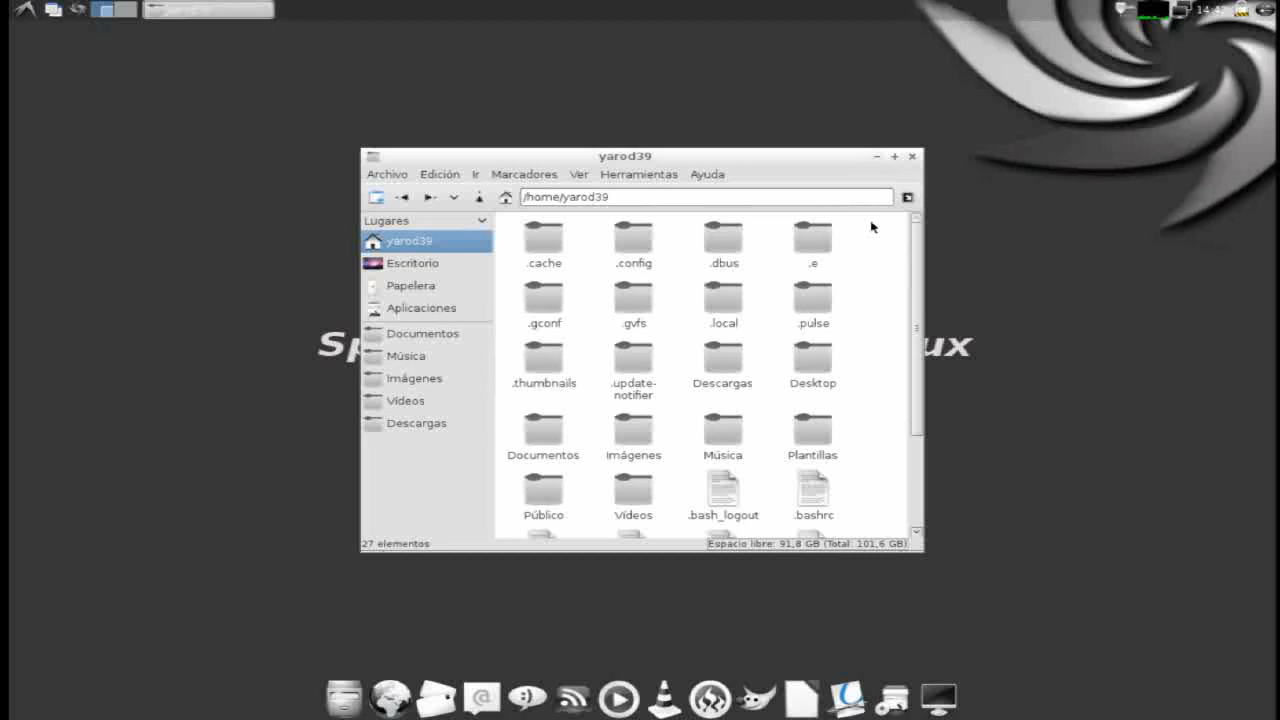 14:42
yarod39
Archivo Edición Ir Marcadores Ver Herramientas Ayuda
/home/yarod39
Lugares
yarod39
Escritorio
Papelera
Aplicaciones
Documentos
Música
Imágenes
Vídeos
Descargas
.cache .config .dbus .e
.gconf .gvfs .local .pulse
.thumbnails .update-notifier Descargas Desktop
Documentos Imágenes Música Plantillas
Público Vídeos .bash_logout .bashrc
27 elementos Espacio libre: 91,8 GB (Total: 101,6 GB)